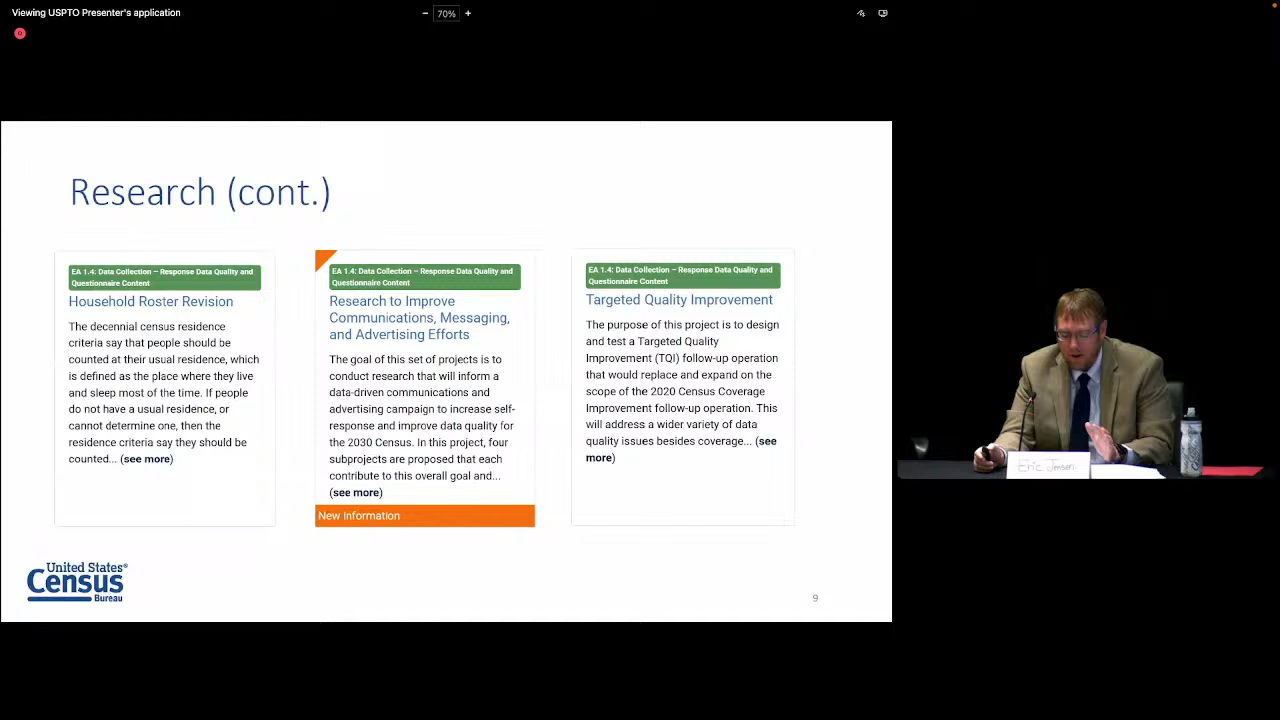 Viewing USPTO Presenter's application
− 70% +
Research (cont.)
EA 1.4: Data Collection – Response Data Quality and
Questionnaire Content
Household Roster Revision
The decennial census residence
criteria say that people should be
counted at their usual residence, which
is defined as the place where they live
and sleep most of the time. If people
do not have a usual residence, or
cannot determine one, then the
residence criteria say they should be
counted... (see more)
EA 1.4: Data Collection – Response Data Quality and
Questionnaire Content
Research to Improve
Communications, Messaging,
and Advertising Efforts
The goal of this set of projects is to
conduct research that will inform a
data-driven communications and
advertising campaign to increase self-
response and improve data quality for
the 2030 Census. In this project, four
subprojects are proposed that each
contribute to this overall goal and...
(see more)
New Information
EA 1.4: Data Collection – Response Data Quality and
Questionnaire Content
Targeted Quality Improvement
The purpose of this project is to design
and test a Targeted Quality
Improvement (TQI) follow-up operation
that would replace and expand on the
scope of the 2020 Census Coverage
Improvement follow-up operation. This
will address a wider variety of data
quality issues besides coverage... (see
more)
United States®
Census
Bureau
9
Eric Jensen